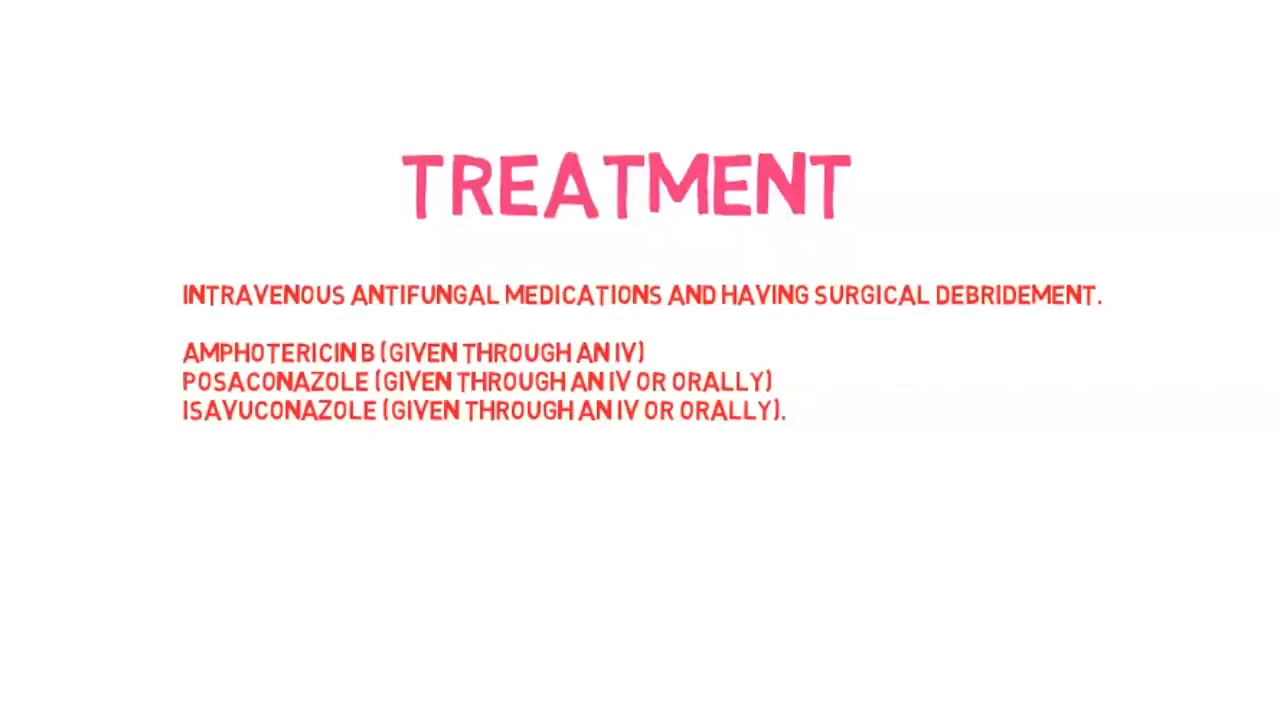 TREATMENT
INTRAVENOUS ANTIFUNGAL MEDICATIONS AND HAVING SURGICAL DEBRIDEMENT.
AMPHOTERICIN B (GIVEN THROUGH AN IV)
POSACONAZOLE (GIVEN THROUGH AN IV OR ORALLY)
ISAVUCONAZOLE (GIVEN THROUGH AN IV OR ORALLY).